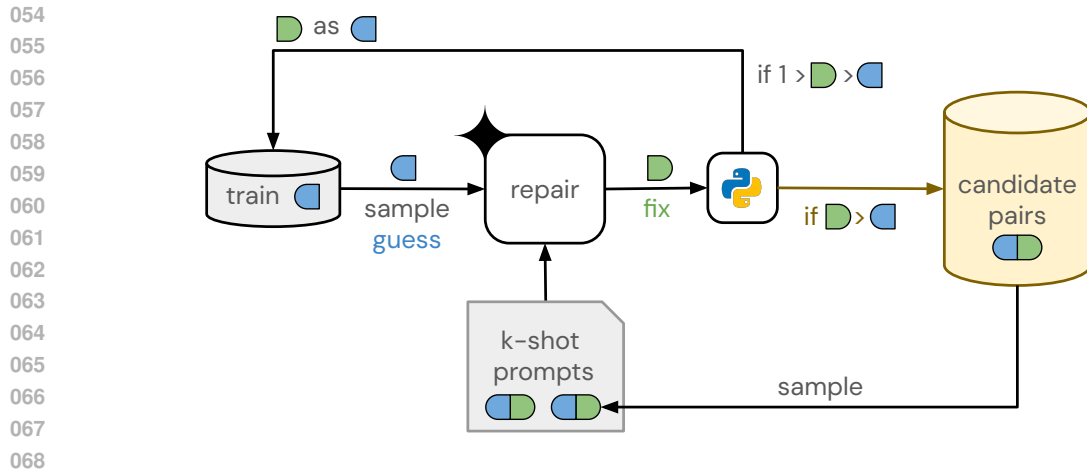 054
055
056
057
058
059
060
061
062
063
064
065
066
067
068
as
if 1 > >
train
sample
guess
repair
fix
if >
candidate
pairs
k-shot
prompts
sample